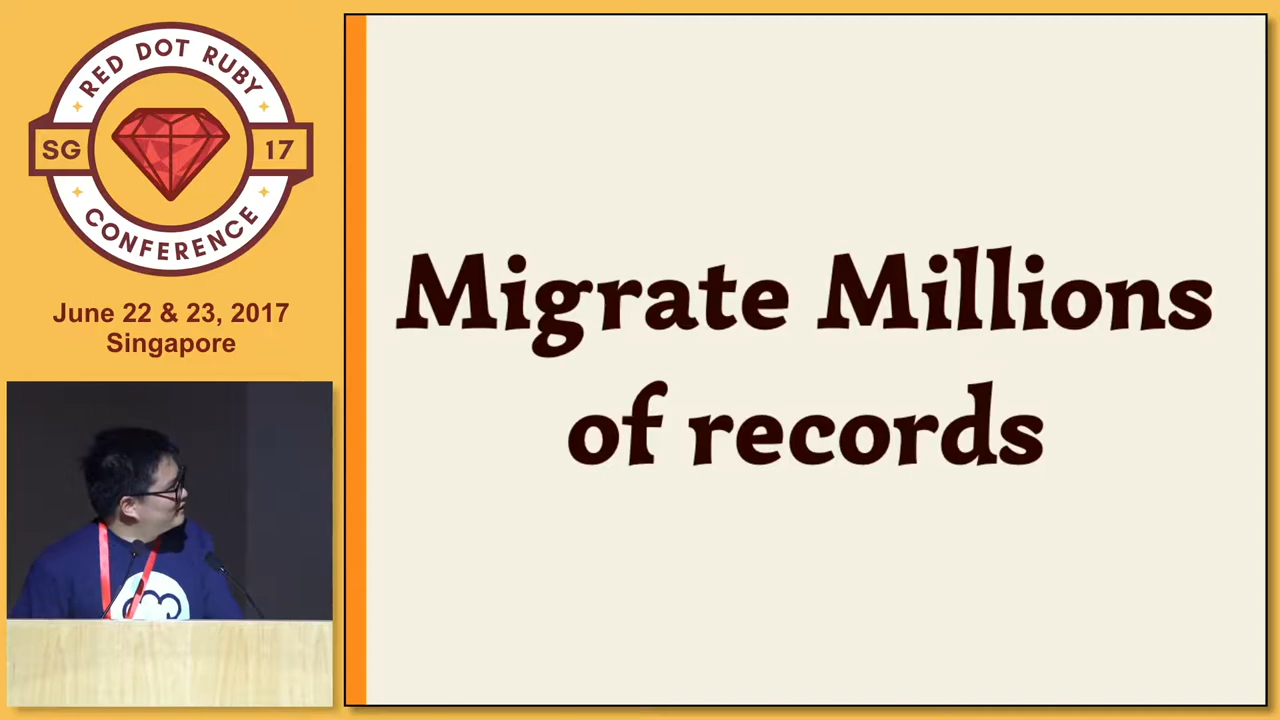 RED DOT RUBY
SG 17
CONFERENCE
June 22 & 23, 2017
Singapore
Migrate Millions
of records